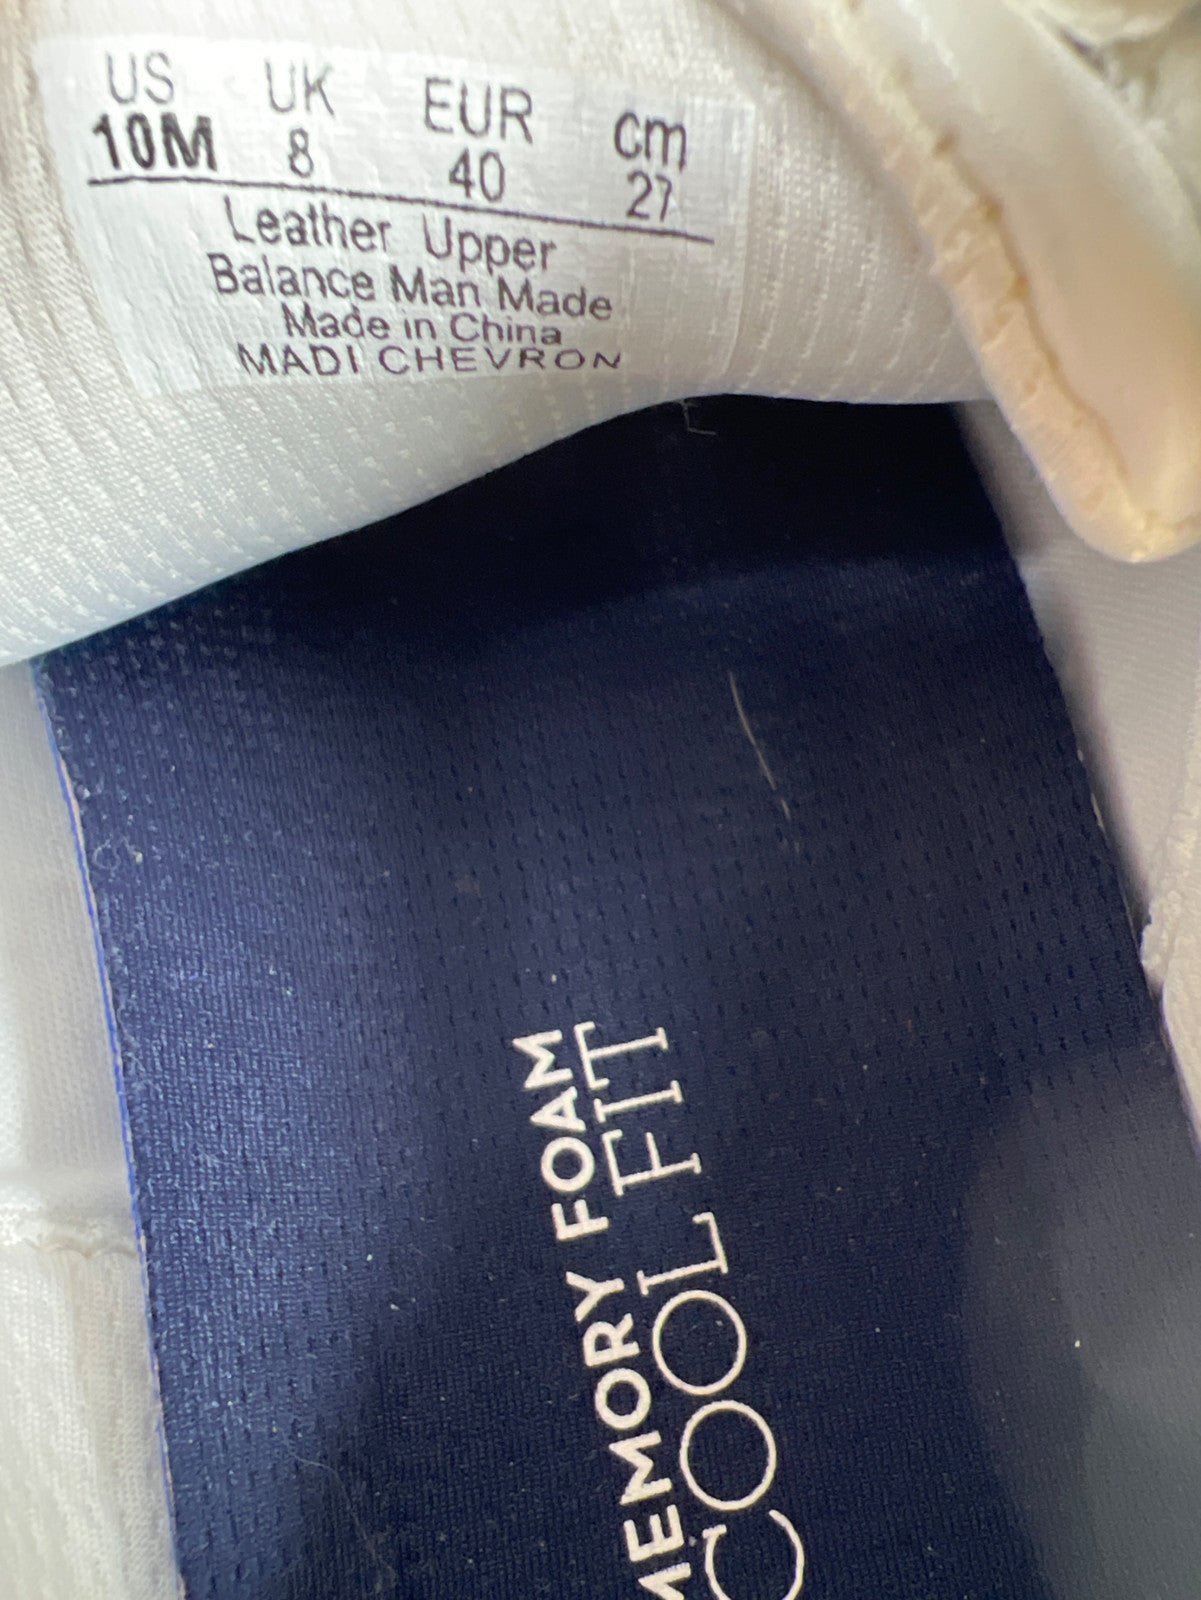 US UK EUR cm
10M 8 40 27
Leather Upper
Balance Man Made
Made in China
MADI CHEVRON
MEMORY FOAM
COOL FIT